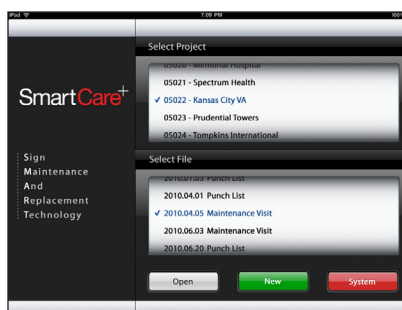 iPad 7:09 PM 100%
Select Project
05020 - Memorial Hospital
05021 - Spectrum Health
✓ 05022 - Kansas City VA
05023 - Prudential Towers
05024 - Tompkins International
SmartCare+
Sign
Maintenance
And
Replacement
Technology
Select File
2010.01.03 Punch List
2010.04.01 Punch List
✓ 2010.04.05 Maintenance Visit
2010.06.03 Maintenance Visit
2010.06.20 Punch List
Open New System